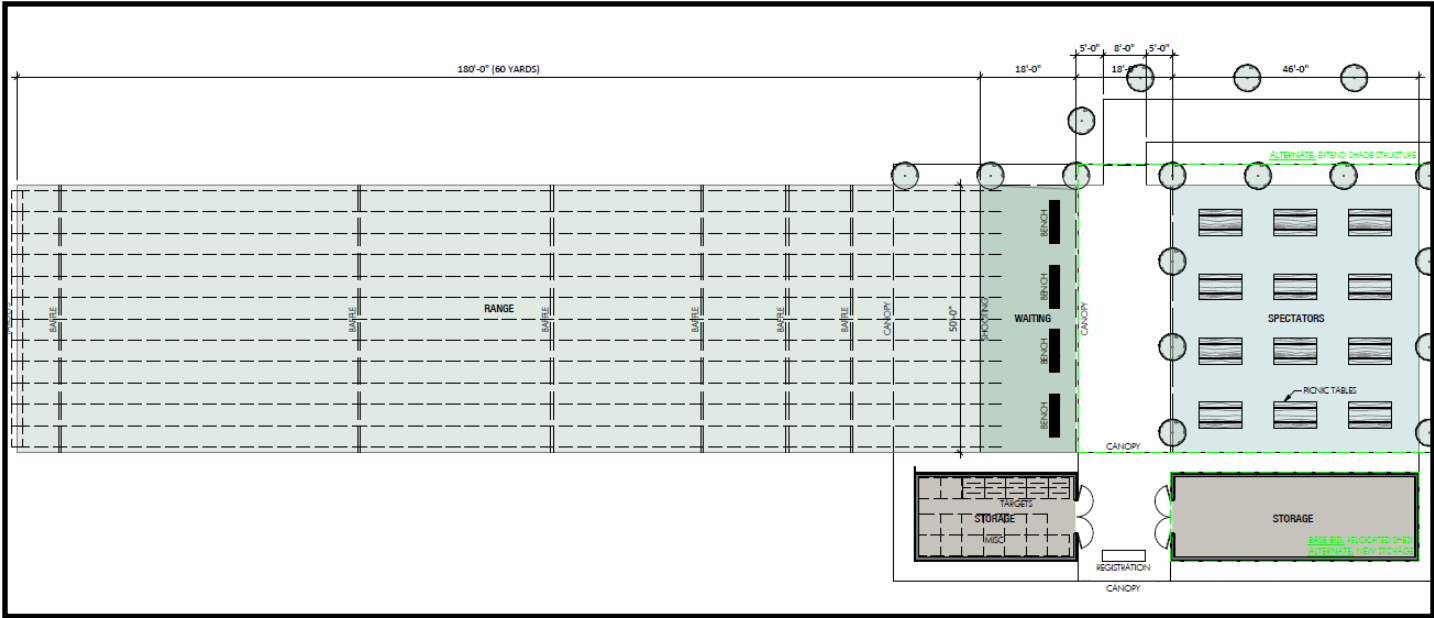 5'-0" 8'-0" 5'-0"
180'-0" (60 YARDS) 18'-0" 18'-0" 46'-0"
ALTERNATE: EXTEND SHADE STRUCTURE
BENCH
BENCH
BENCH
BENCH
BAFFLE
BAFFLE
BAFFLE
BAFFLE
BAFFLE
BAFFLE
RANGE
CANOPY
50'-0"
SHOOTING
WAITING
CANOPY
SPECTATORS
PICNIC TABLES
CANOPY
TARGETS
STORAGE
MISC
STORAGE
BASE BID: RELOCATED SHED
ALTERNATE: NEW STORAGE
REGISTRATION
CANOPY